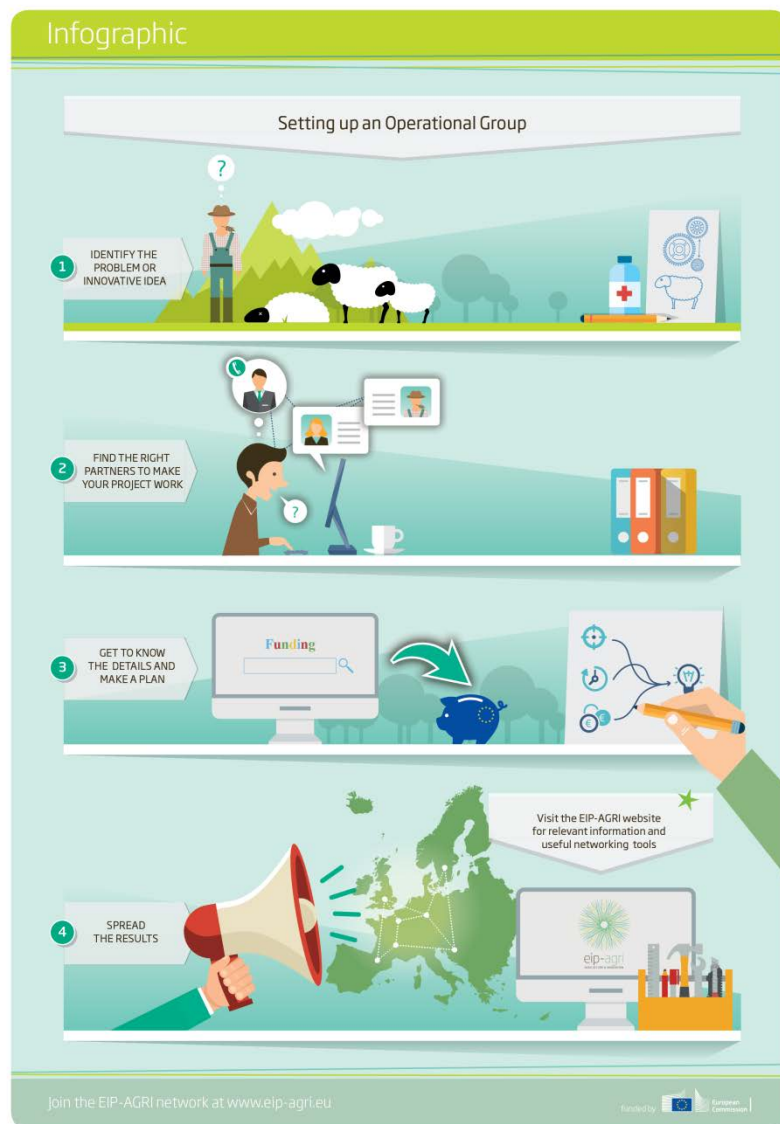 Infographic
Setting up an Operational Group
?
1
IDENTIFY THE
PROBLEM OR
INNOVATIVE IDEA
2
FIND THE RIGHT
PARTNERS TO MAKE
YOUR PROJECT WORK
?
3
GET TO KNOW
THE DETAILS AND
MAKE A PLAN
Funding
€ €
Visit the EIP-AGRI website
for relevant information and
useful networking tools
4
SPREAD
THE RESULTS
eip-agri
Join the EIP-AGRI network at www.eip-agri.eu
funded by
European
Commission